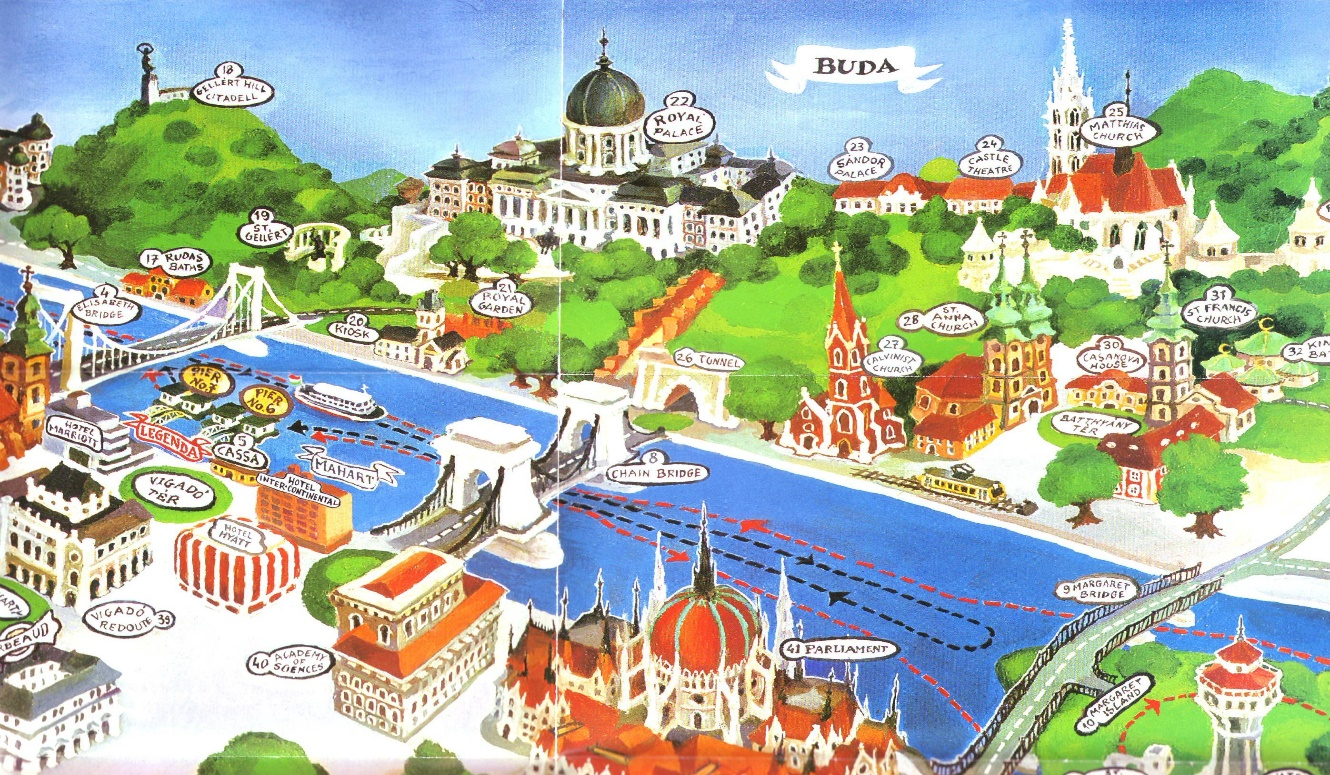 BUDA
18
GELLÉRT HILL
CITADELL
22
ROYAL
PALACE
23
SÁNDOR
PALACE
24
CASTLE
THEATRE
25
MATTHIAS
CHURCH
19
ST.
GELLÉRT
17 RUDAS
BATHS
4
ELISABETH
BRIDGE
21
ROYAL
GARDEN
20
KIOSK
26 TUNNEL
27
CALVINIST
CHURCH
28 ST.
ANNA
CHURCH
30
CASANOVA
HOUSE
31
ST FRANCIS
CHURCH
32
BATTHYÁNY
TÉR
PIER
No.5
PIER
No.6
LEGENDA
5
CASSA
MAHART
HOTEL
MARRIOTT
VIGADÓ
TÉR
HOTEL
INTER-CONTINENTAL
HOTEL
HYATT
8
CHAIN BRIDGE
9 MARGARET
BRIDGE
10 MARGARET
ISLAND
VIGADÓ
REDOUTE 39
40 ACADEMY
OF
SCIENCES
41 PARLIAMENT